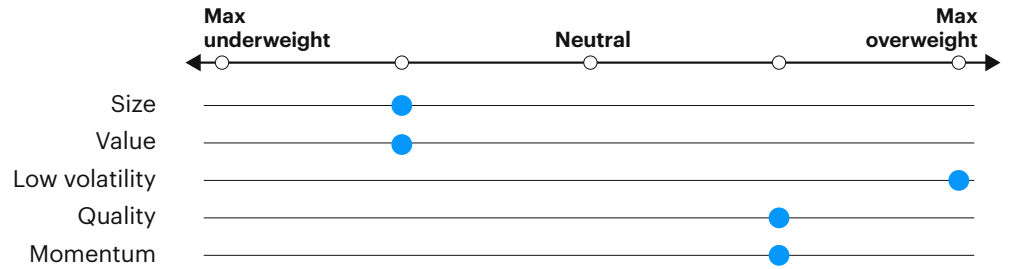 Max
underweight
Neutral
Max
overweight
Size
Value
Low volatility
Quality
Momentum